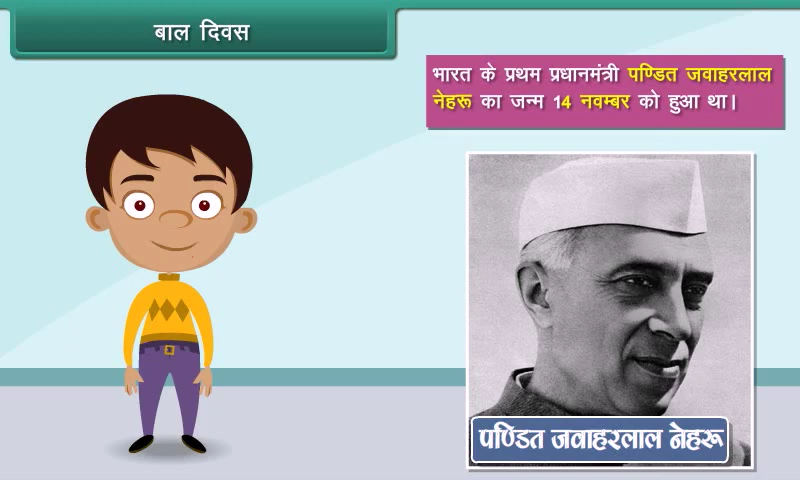 बाल दिवस
भारत के प्रथम प्रधानमंत्री पण्डित जवाहरलाल
नेहरू का जन्म 14 नवम्बर को हुआ था।
पण्डित जवाहरलाल नेहरू